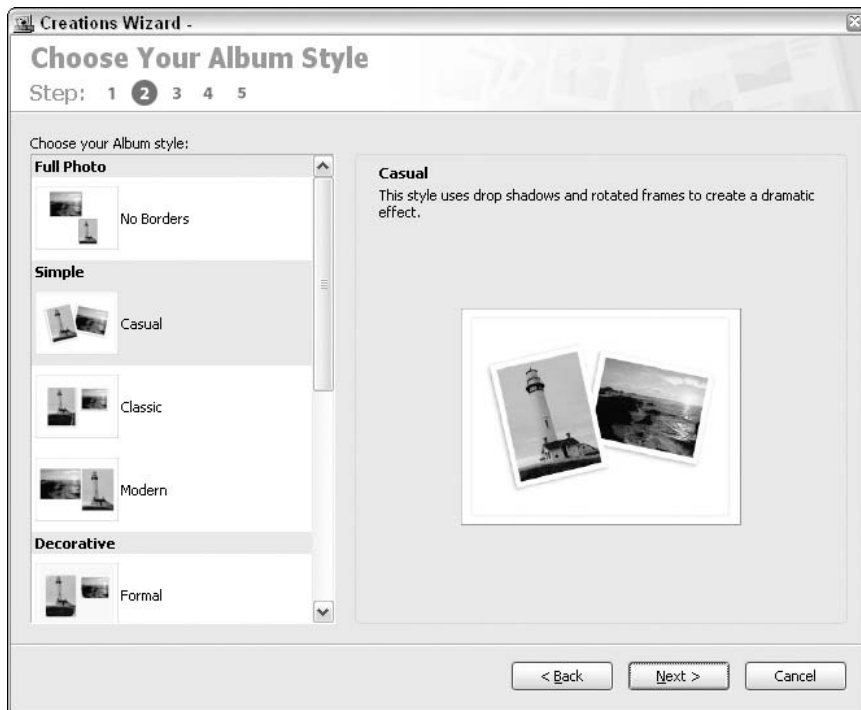 Creations Wizard -
Choose Your Album Style
Step: 1 2 3 4 5
Choose your Album style:
Full Photo
No Borders
Simple
Casual
Classic
Modern
Decorative
Formal
Casual
This style uses drop shadows and rotated frames to create a dramatic
effect.
< Back
Next >
Cancel